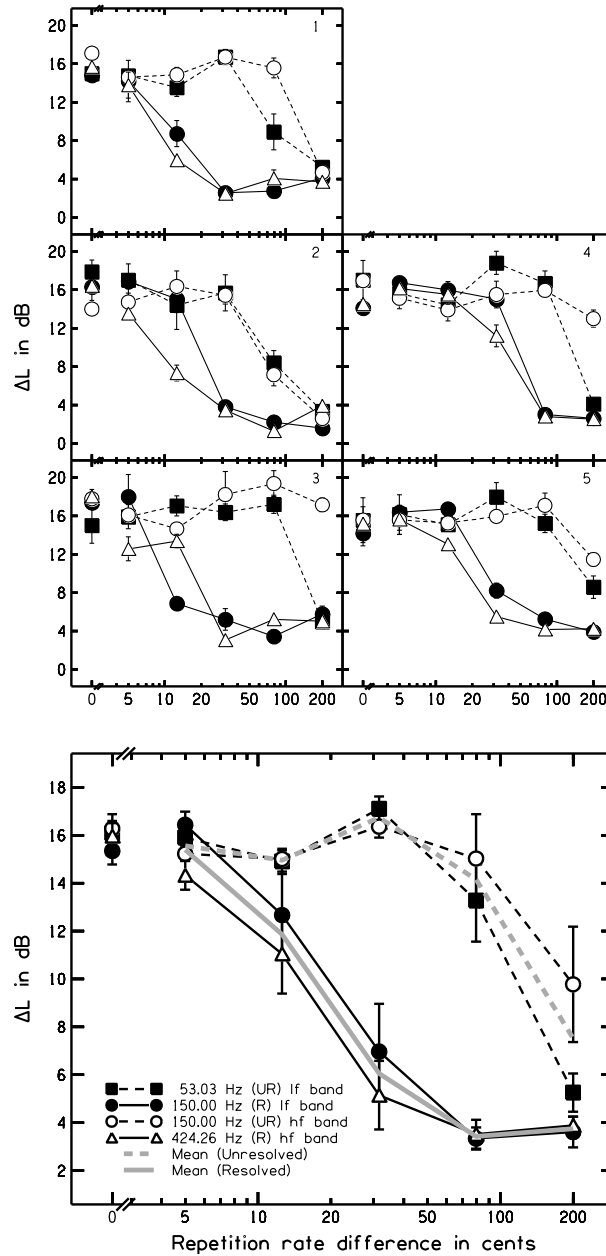 20
16
12
8
4
0
1
20
16
12
8
4
0
2
4
ΔL in dB
20
16
12
8
4
0
3
5
0 5 10 20 50 100 200
0 5 10 20 50 100 200
18
16
14
12
10
8
6
4
2
ΔL in dB
53.03 Hz (UR) lf band
150.00 Hz (R) lf band
150.00 Hz (UR) hf band
424.26 Hz (R) hf band
Mean (Unresolved)
Mean (Resolved)
0 5 10 20 50 100 200
Repetition rate difference in cents